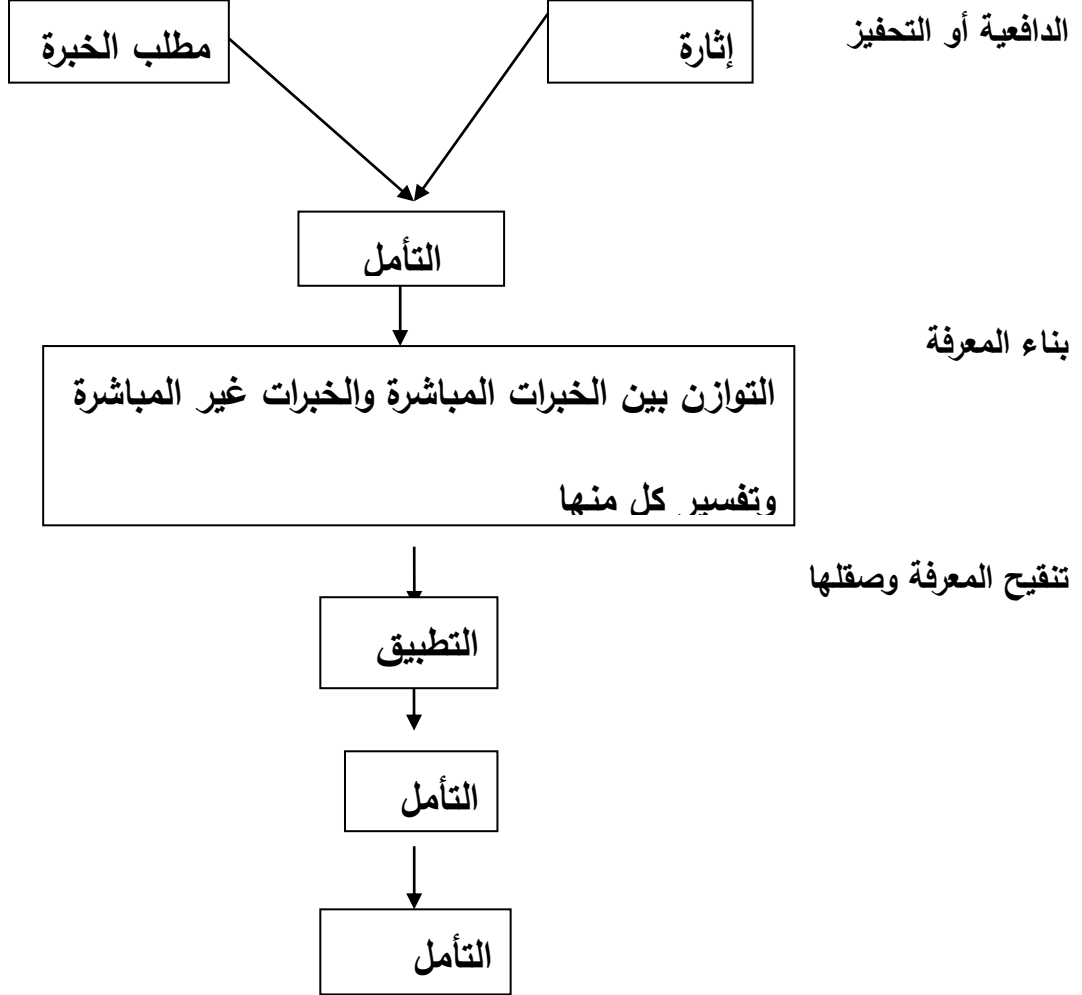 الدافعية أو التحفيز
إثارة
مطلب الخبرة
التأمل
بناء المعرفة
التوازن بين الخبرات المباشرة والخبرات غير المباشرة
وتفسير كل منها
تنقيح المعرفة وصقلها
التطبيق
التأمل
التأمل